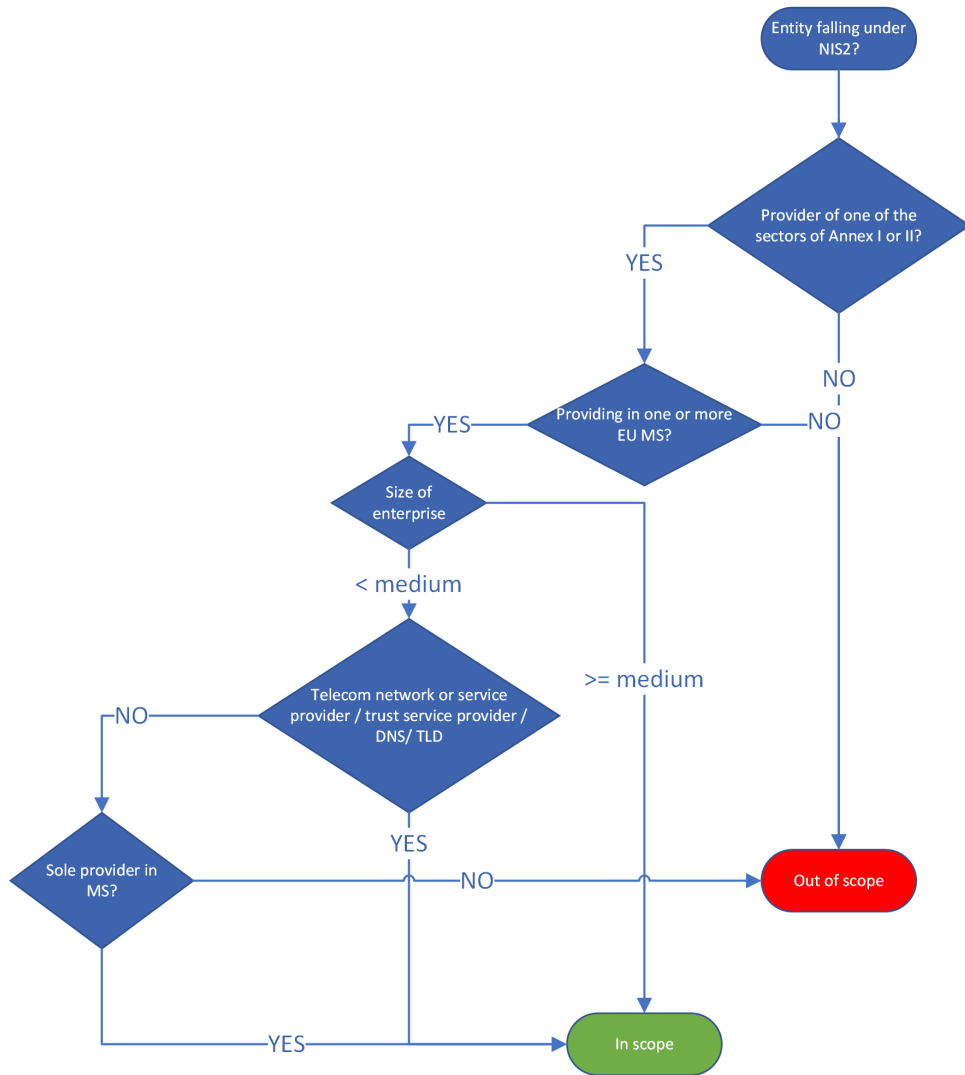 Entity falling under
NIS2?
Provider of one of the
sectors of Annex I or II?
YES
NO
Providing in one or more
EU MS?
YES
NO
Size of
enterprise
< medium
>= medium
Telecom network or service
provider / trust service provider /
DNS/ TLD
NO
YES
Sole provider in
MS?
NO
Out of scope
YES
In scope